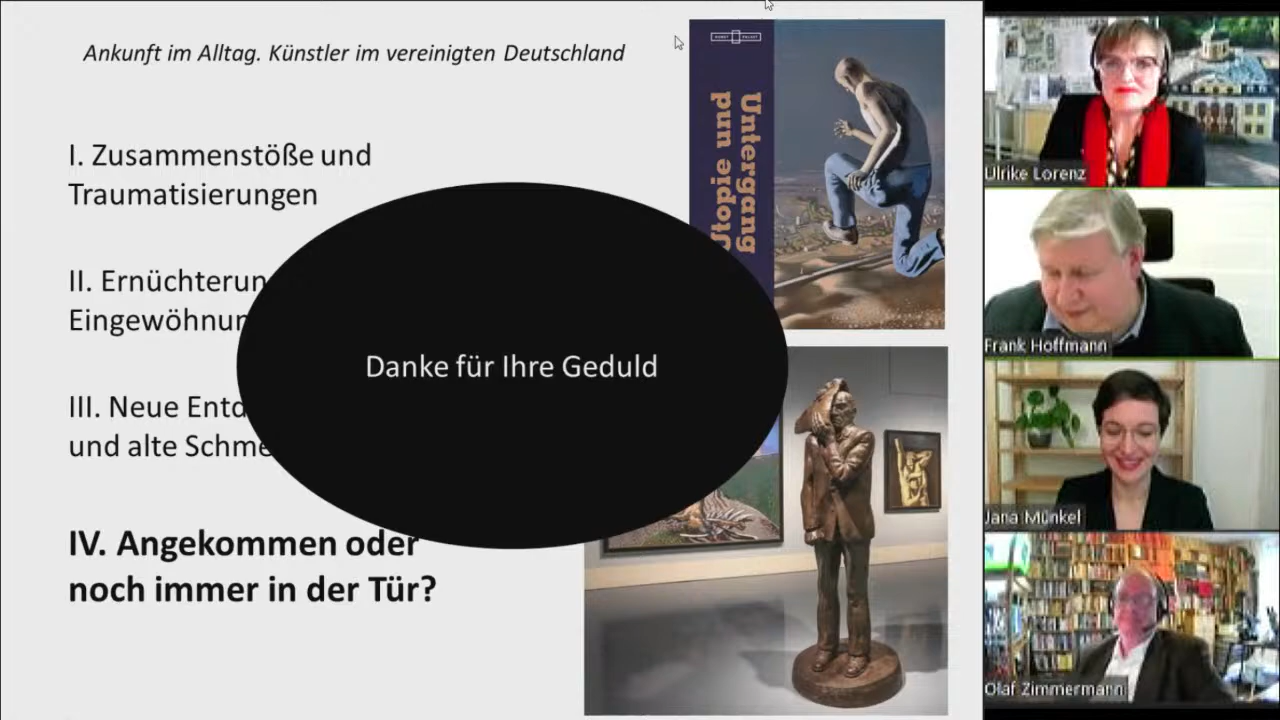 Ankunft im Alltag. Künstler im vereinigten Deutschland
I. Zusammenstöße und
Traumatisierungen
II. Ernüchterun
Eingewöhnun
III. Neue Entd
und alte Schme
IV. Angekommen oder
noch immer in der Tür?
Danke für Ihre Geduld
Utopie und
Untergang
Ulrike Lorenz
Frank Hoffmann
Jana Münkel
Olaf Zimmermann